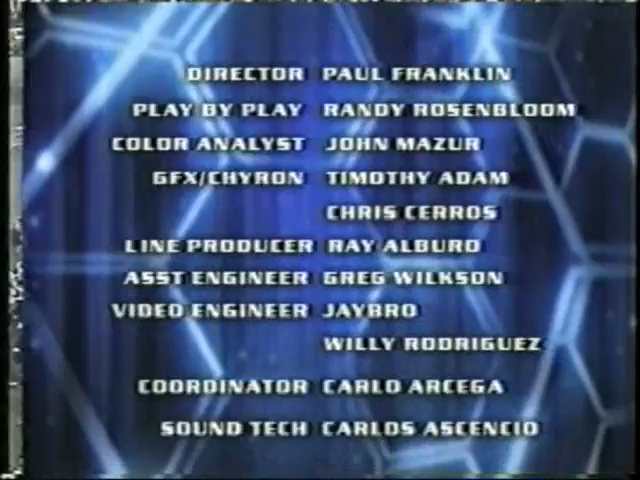 DIRECTOR PAUL FRANKLIN
PLAY BY PLAY RANDY ROSENBLOOM
COLOR ANALYST JOHN MAZUR
GFX/CHYRON TIMOTHY ADAM
CHRIS CERROS
LINE PRODUCER RAY ALBURO
ASST ENGINEER GREG WILKSON
VIDEO ENGINEER JAYBRO
WILLY RODRIGUEZ
COORDINATOR CARLO ARCEGA
SOUND TECH CARLOS ASCENCIO